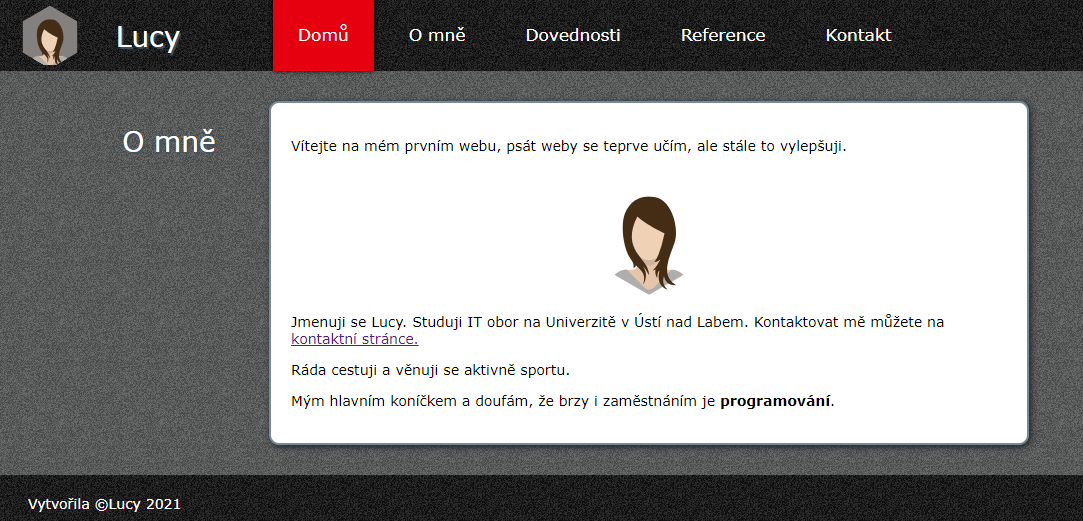 Lucy
Domů
O mně
Dovednosti
Reference
Kontakt
O mně
Vítejte na mém prvním webu, psát weby se teprve učím, ale stále to vylepšuji.
Jmenuji se Lucy. Studuji IT obor na Univerzitě v Ústí nad Labem. Kontaktovat mě můžete na
kontaktní stránce.
Ráda cestuji a věnuji se aktivně sportu.
Mým hlavním koníčkem a doufám, že brzy i zaměstnáním je programování.
Vytvořila ©Lucy 2021